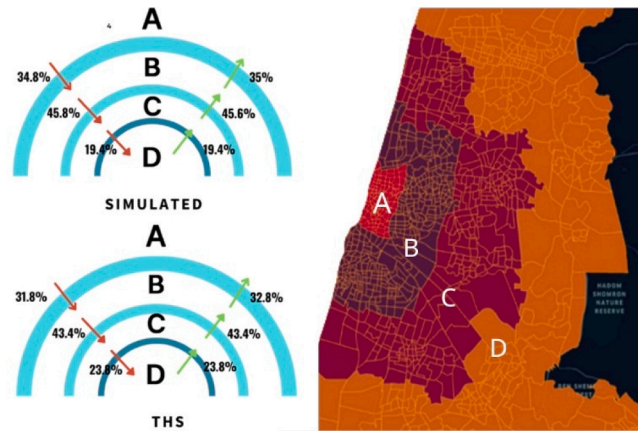 4
A
B
C
D
34.8%
35%
45.8%
45.6%
19.4%
19.4%
SIMULATED
A
B
C
D
31.8%
32.8%
43.4%
43.4%
23.8%
23.8%
THS
A
B
C
D
HADOM
SHOMRON
NATURE
RESERVE